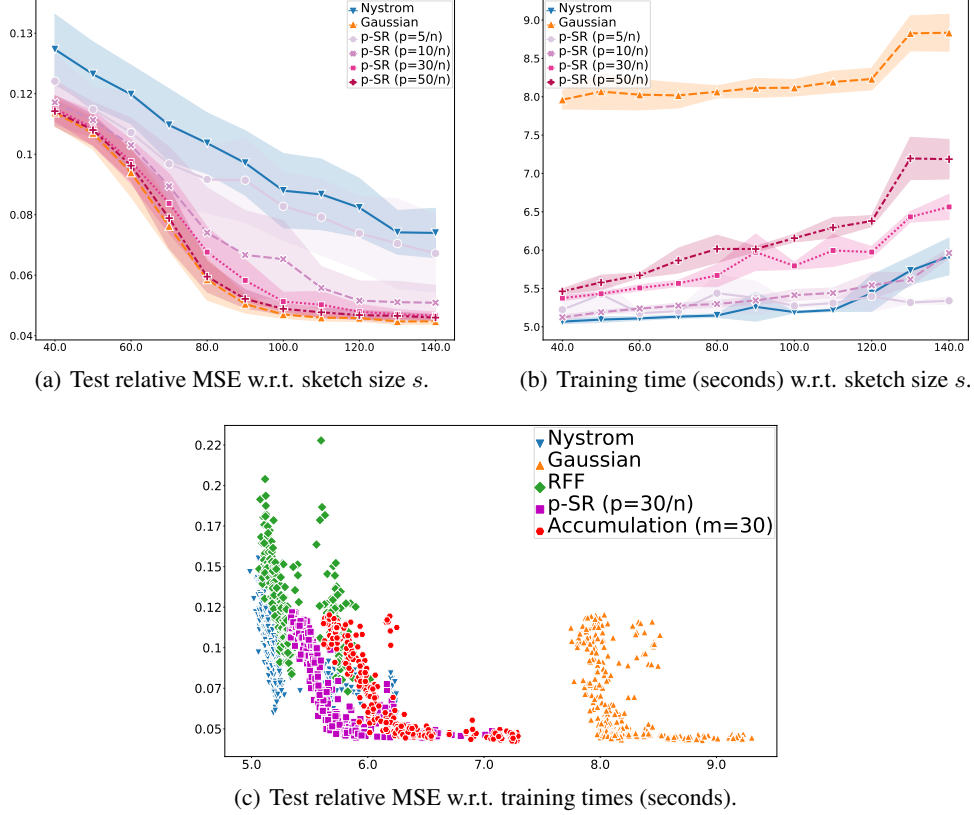 0.13
0.12
0.1
0.08
0.06
0.04
40.0 60.0 80.0 100.0 120.0 140.0
Nystrom
Gaussian
p-SR (p=5/n)
p-SR (p=10/n)
p-SR (p=30/n)
p-SR (p=50/n)
(a) Test relative MSE w.r.t. sketch size s.
9.0
8.5
8.0
7.5
7.0
6.5
6.0
5.5
5.0
40.0 60.0 80.0 100.0 120.0 140.0
Nystrom
Gaussian
p-SR (p=5/n)
p-SR (p=10/n)
p-SR (p=30/n)
p-SR (p=50/n)
(b) Training time (seconds) w.r.t. sketch size s.
0.22
0.2
0.17
0.15
0.12
0.1
0.07
0.05
5.0 6.0 7.0 8.0 9.0
Nystrom
Gaussian
RFF
p-SR (p=30/n)
Accumulation (m=30)
(c) Test relative MSE w.r.t. training times (seconds).